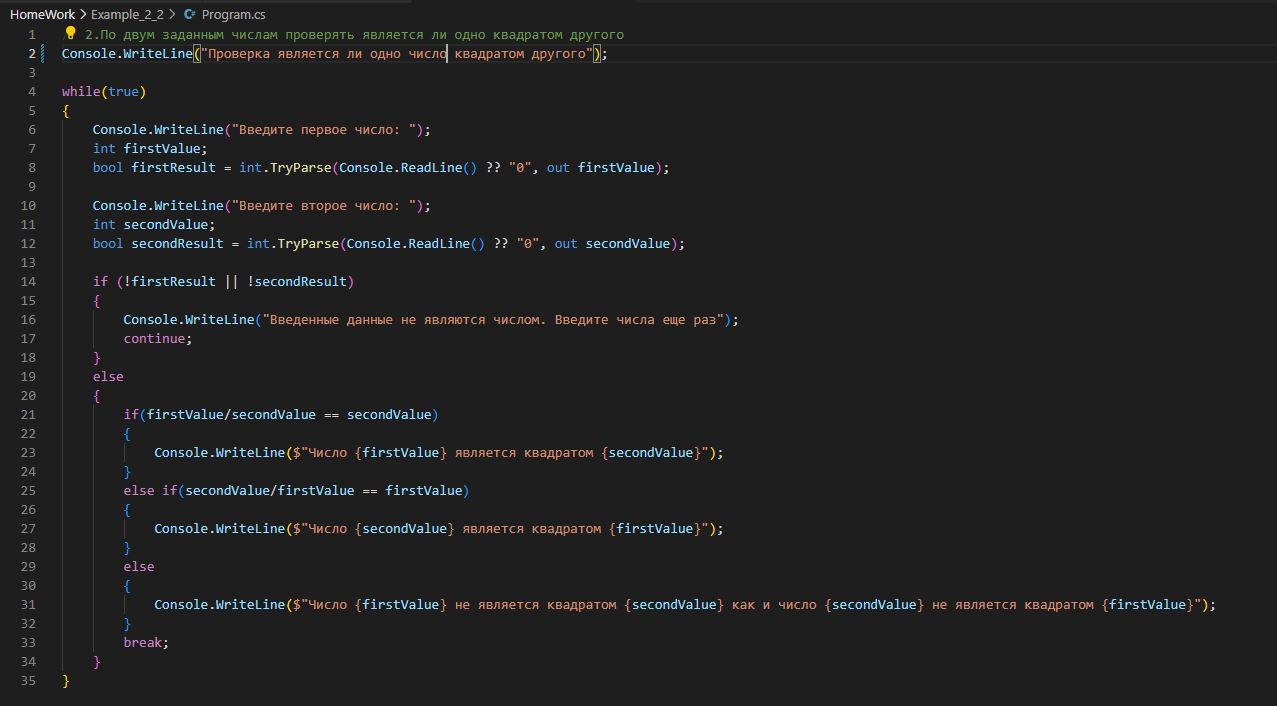 HomeWork > Example_2_2 > C# Program.cs
1 / 2.По двум заданным числам проверять является ли одно квадратом другого
2 Console.WriteLine("Проверка является ли одно число квадратом другого");
3
4 while(true)
5 {
6 Console.WriteLine("Введите первое число: ");
7 int firstValue;
8 bool firstResult = int.TryParse(Console.ReadLine() ?? "0", out firstValue);
9
10 Console.WriteLine("Введите второе число: ");
11 int secondValue;
12 bool secondResult = int.TryParse(Console.ReadLine() ?? "0", out secondValue);
13
14 if (!firstResult || !secondResult)
15 {
16 Console.WriteLine("Введенные данные не являются числом. Введите числа еще раз");
17 continue;
18 }
19 else
20 {
21 if(firstValue/secondValue == secondValue)
22 {
23 Console.WriteLine($"Число {firstValue} является квадратом {secondValue}");
24 }
25 else if(secondValue/firstValue == firstValue)
26 {
27 Console.WriteLine($"Число {secondValue} является квадратом {firstValue}");
28 }
29 else
30 {
31 Console.WriteLine($"Число {firstValue} не является квадратом {secondValue} как и число {secondValue} не является квадратом {firstValue}");
32 }
33 break;
34 }
35 }